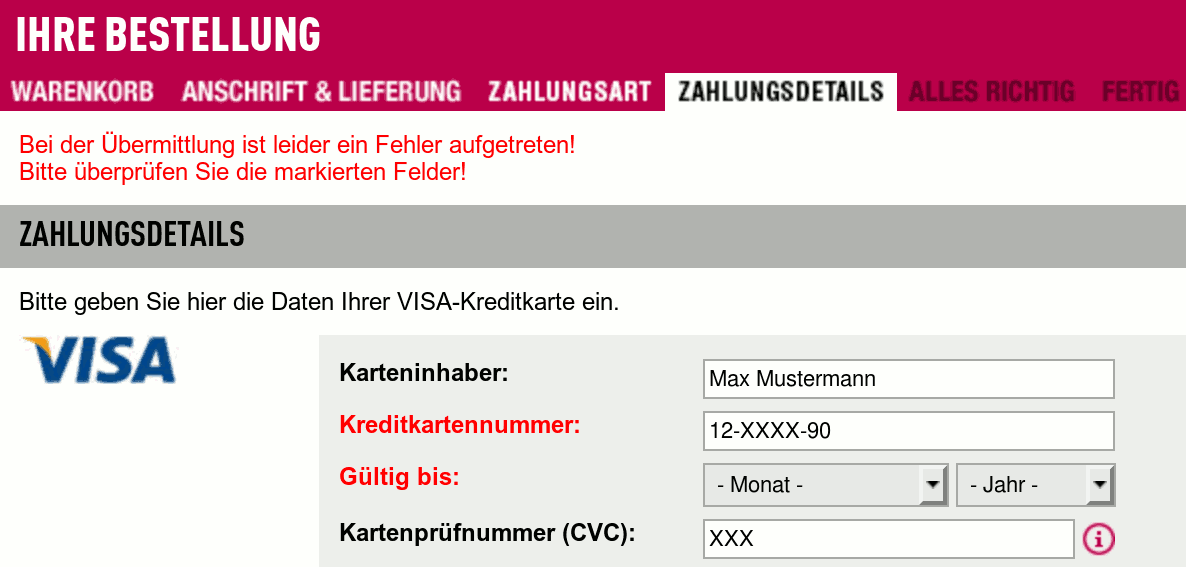 IHRE BESTELLUNG
WARENKORB ANSCHRIFT & LIEFERUNG ZAHLUNGSART ZAHLUNGSDETAILS ALLES RICHTIG FERTIG
Bei der Übermittlung ist leider ein Fehler aufgetreten!
Bitte überprüfen Sie die markierten Felder!
ZAHLUNGSDETAILS
Bitte geben Sie hier die Daten Ihrer VISA-Kreditkarte ein.
VISA
Karteninhaber: Max Mustermann
Kreditkartennummer: 12-XXXX-90
Gültig bis: - Monat - - Jahr -
Kartenprüfnummer (CVC): XXX i